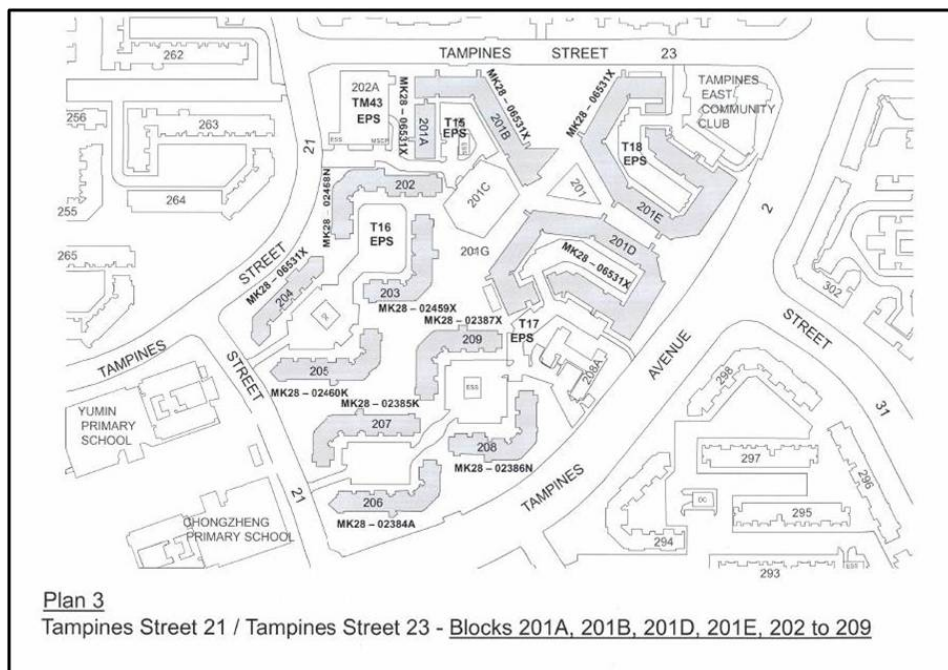 262
TAMPINES STREET 23
256
263
264
255
265
21
STREET
TAMPINES
202A
TM43
EPS
ESS
MSCP
MK28 – 06531X
201A
T15
EPS
ESS
201B
MK28 – 06531X
MK28 – 06531X
T18
EPS
TAMPINES
EAST
COMMUNITY
CLUB
202
MK28 – 02468N
201C
201
201E
2
T16
EPS
201G
201D
MK28 – 06531X
MK28 – 06531X
204
203
MK28 – 02459X
MK28 – 02387X
209
T17
EPS
208A
302
AVENUE
STREET
31
205
MK28 – 02460K
STREET
21
YUMIN
PRIMARY
SCHOOL
MK28 – 02385K
207
ESS
208
MK28 – 02386N
TAMPINES
298
297
296
295
294
293
206
MK28 – 02384A
CHONGZHENG
PRIMARY SCHOOL
Plan 3
Tampines Street 21 / Tampines Street 23 - Blocks 201A, 201B, 201D, 201E, 202 to 209